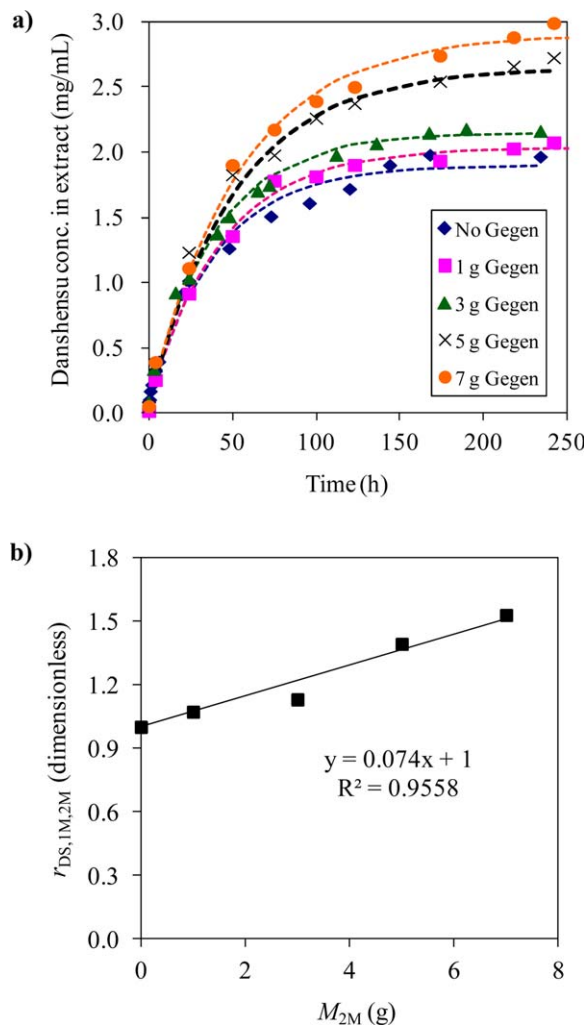 a)
3.0
2.5
2.0
1.5
1.0
0.5
0.0
Danshensu conc. in extract (mg/mL)
No Gegen
1 g Gegen
3 g Gegen
5 g Gegen
7 g Gegen
0 50 100 150 200 250
Time (h)
b)
1.8
1.5
1.2
0.9
0.6
0.3
0.0
r_DS,1M,2M (dimensionless)
y = 0.074x + 1
R² = 0.9558
0 2 4 6 8
M_2M (g)